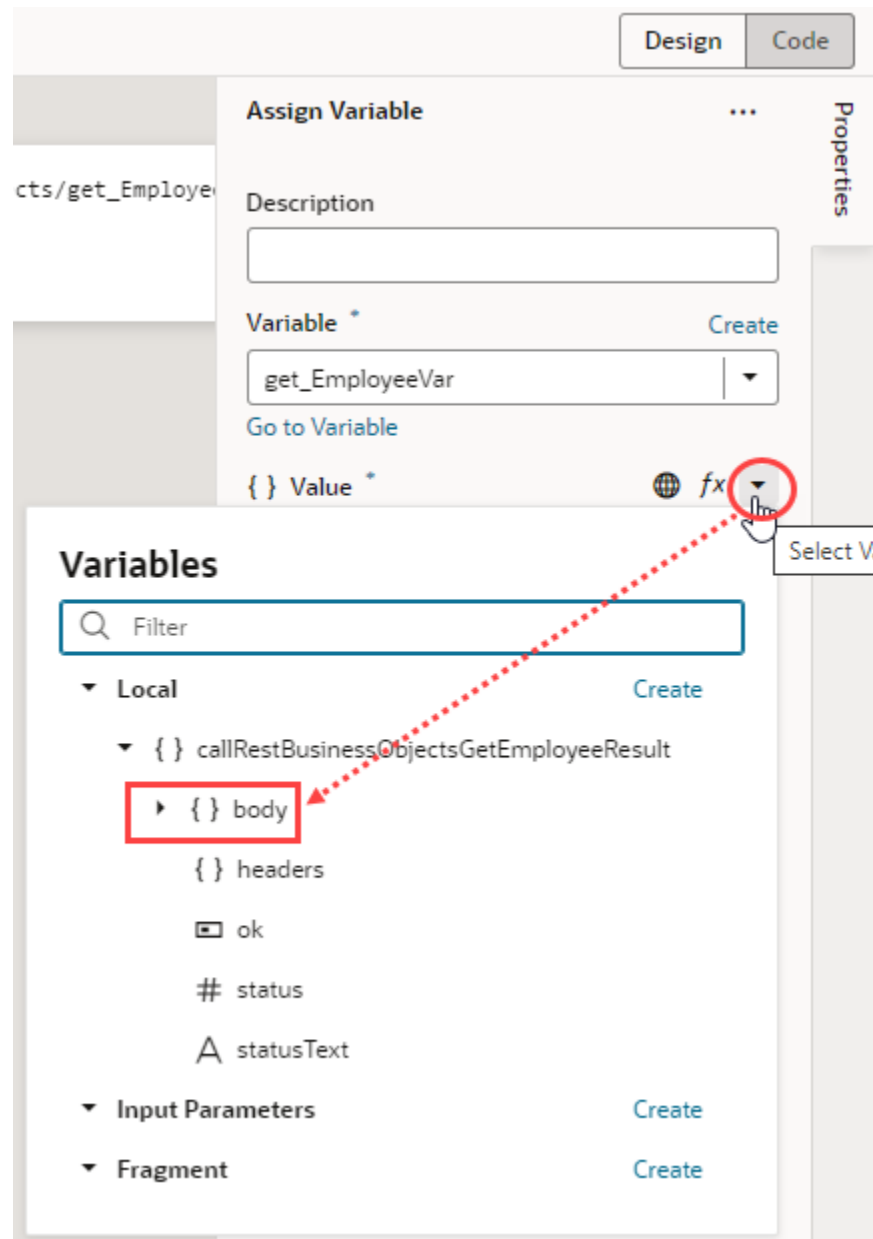 Design Code
Assign Variable
Properties
cts/get_Employe
Description
Variable * Create
get_EmployeeVar
Go to Variable
{ } Value * fx
Select Va
Variables
Filter
Local Create
{ } callRestBusinessObjectsGetEmployeeResult
{ } body
{ } headers
ok
# status
A statusText
Input Parameters Create
Fragment Create